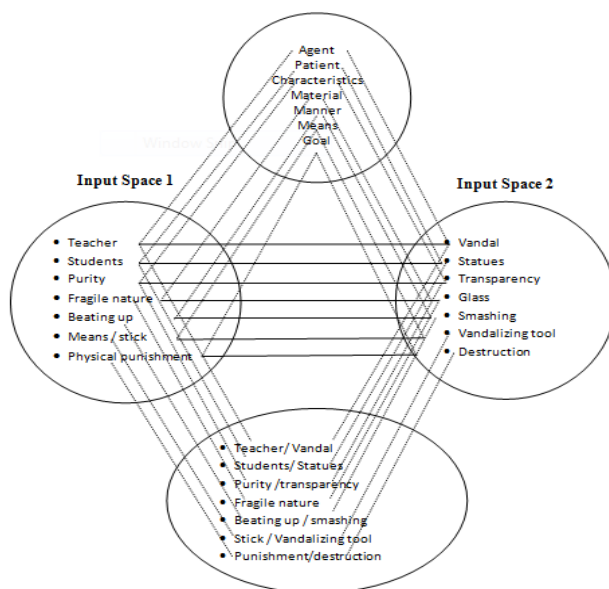 Agent
Patient
Characteristics
Material
Manner
Means
Goal
Input Space 1
Input Space 2
• Teacher
• Students
• Purity
• Fragile nature
• Beating up
• Means / stick
• Physical punishment
• Vandal
• Statues
• Transparency
• Glass
• Smashing
• Vandalizing tool
• Destruction
• Teacher/ Vandal
• Students/ Statues
• Purity /transparency
• Fragile nature
• Beating up / smashing
• Stick / Vandalizing tool
• Punishment/destruction